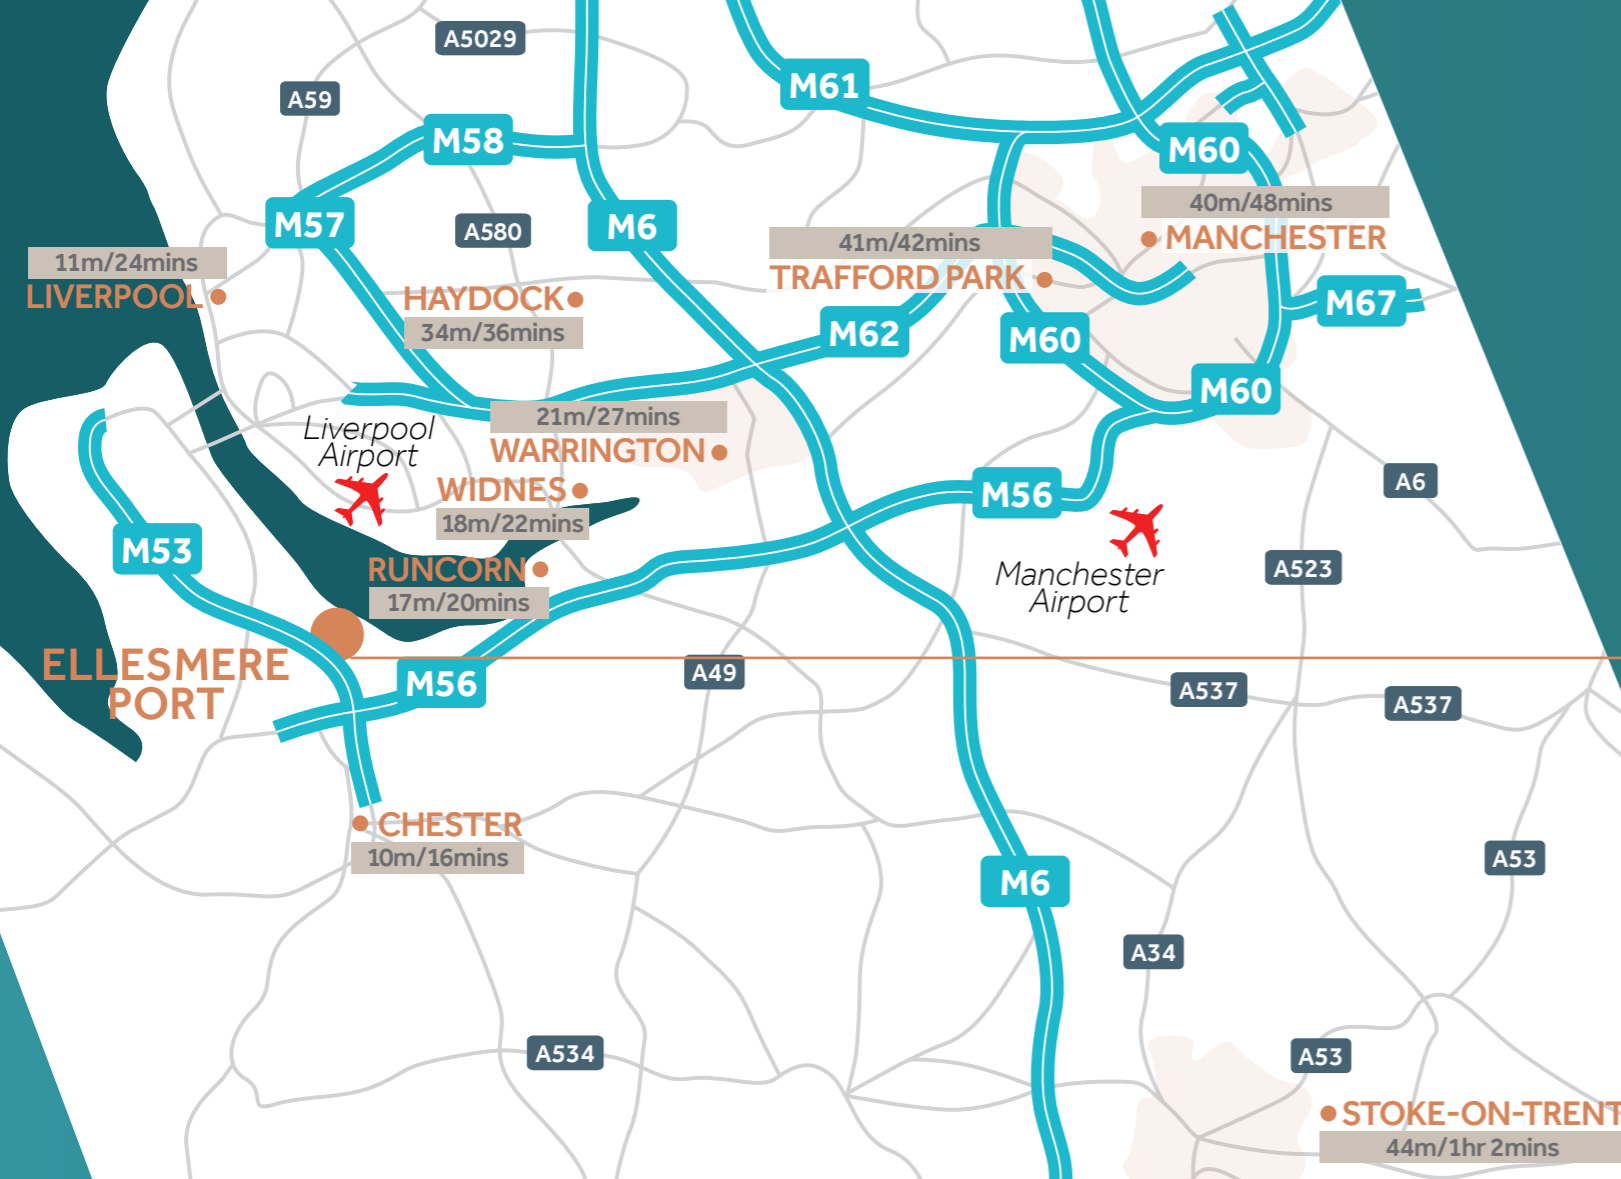 A5029
M61
A59
M58
M60
M57
A580
M6
40m/48mins
MANCHESTER
41m/42mins
TRAFFORD PARK
11m/24mins
LIVERPOOL
HAYDOCK
34m/36mins
M62
M60
M67
M60
21m/27mins
WARRINGTON
Liverpool
Airport
WIDNES
18m/22mins
M56
A6
M53
RUNCORN
17m/20mins
Manchester
Airport
A523
ELLESMERE
PORT
M56
A49
A537
A537
CHESTER
10m/16mins
M6
A53
A34
A534
A53
STOKE-ON-TRENT
44m/1hr 2mins